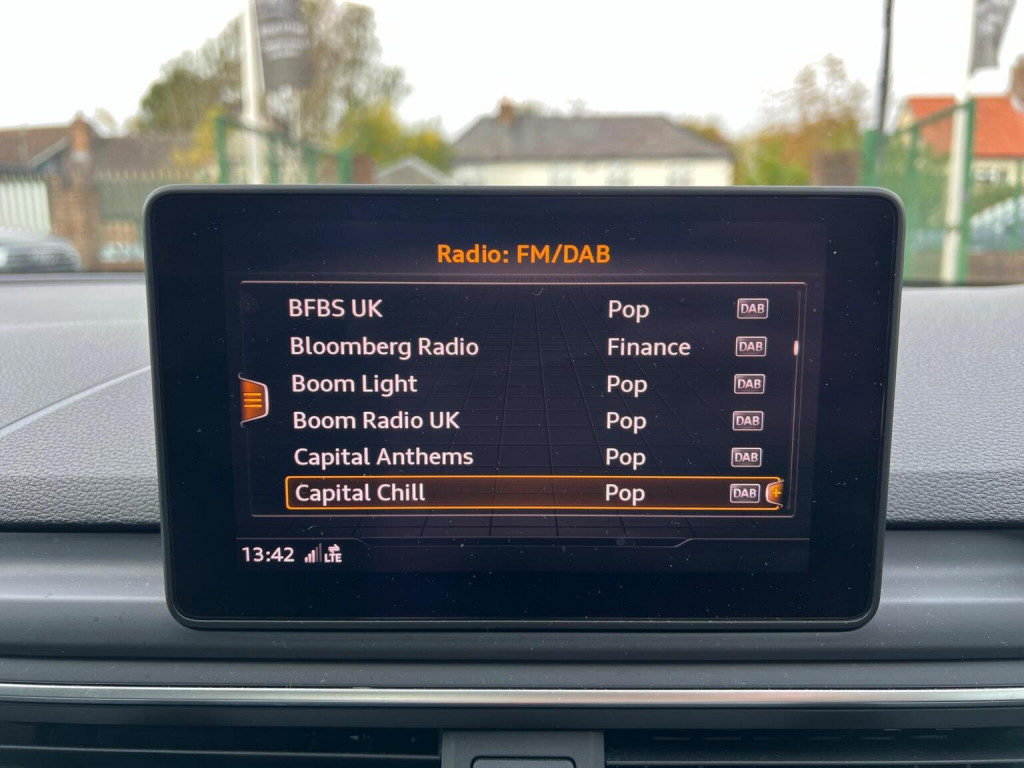 Radio: FM/DAB
BFBS UK Pop DAB
Bloomberg Radio Finance DAB
Boom Light Pop DAB
Boom Radio UK Pop DAB
Capital Anthems Pop DAB
Capital Chill Pop DAB +
13:42 LTE